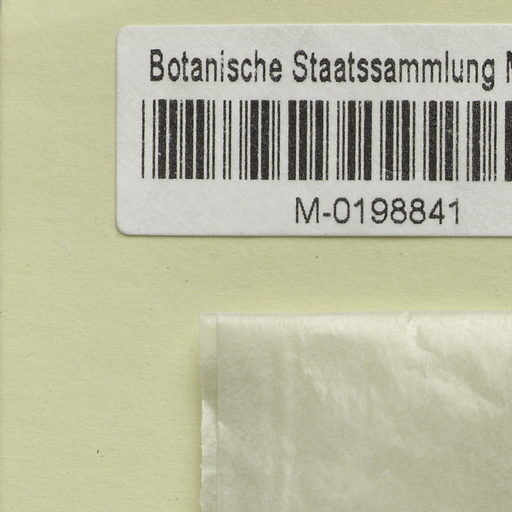 Botanische Staatssammlung
M-0198841